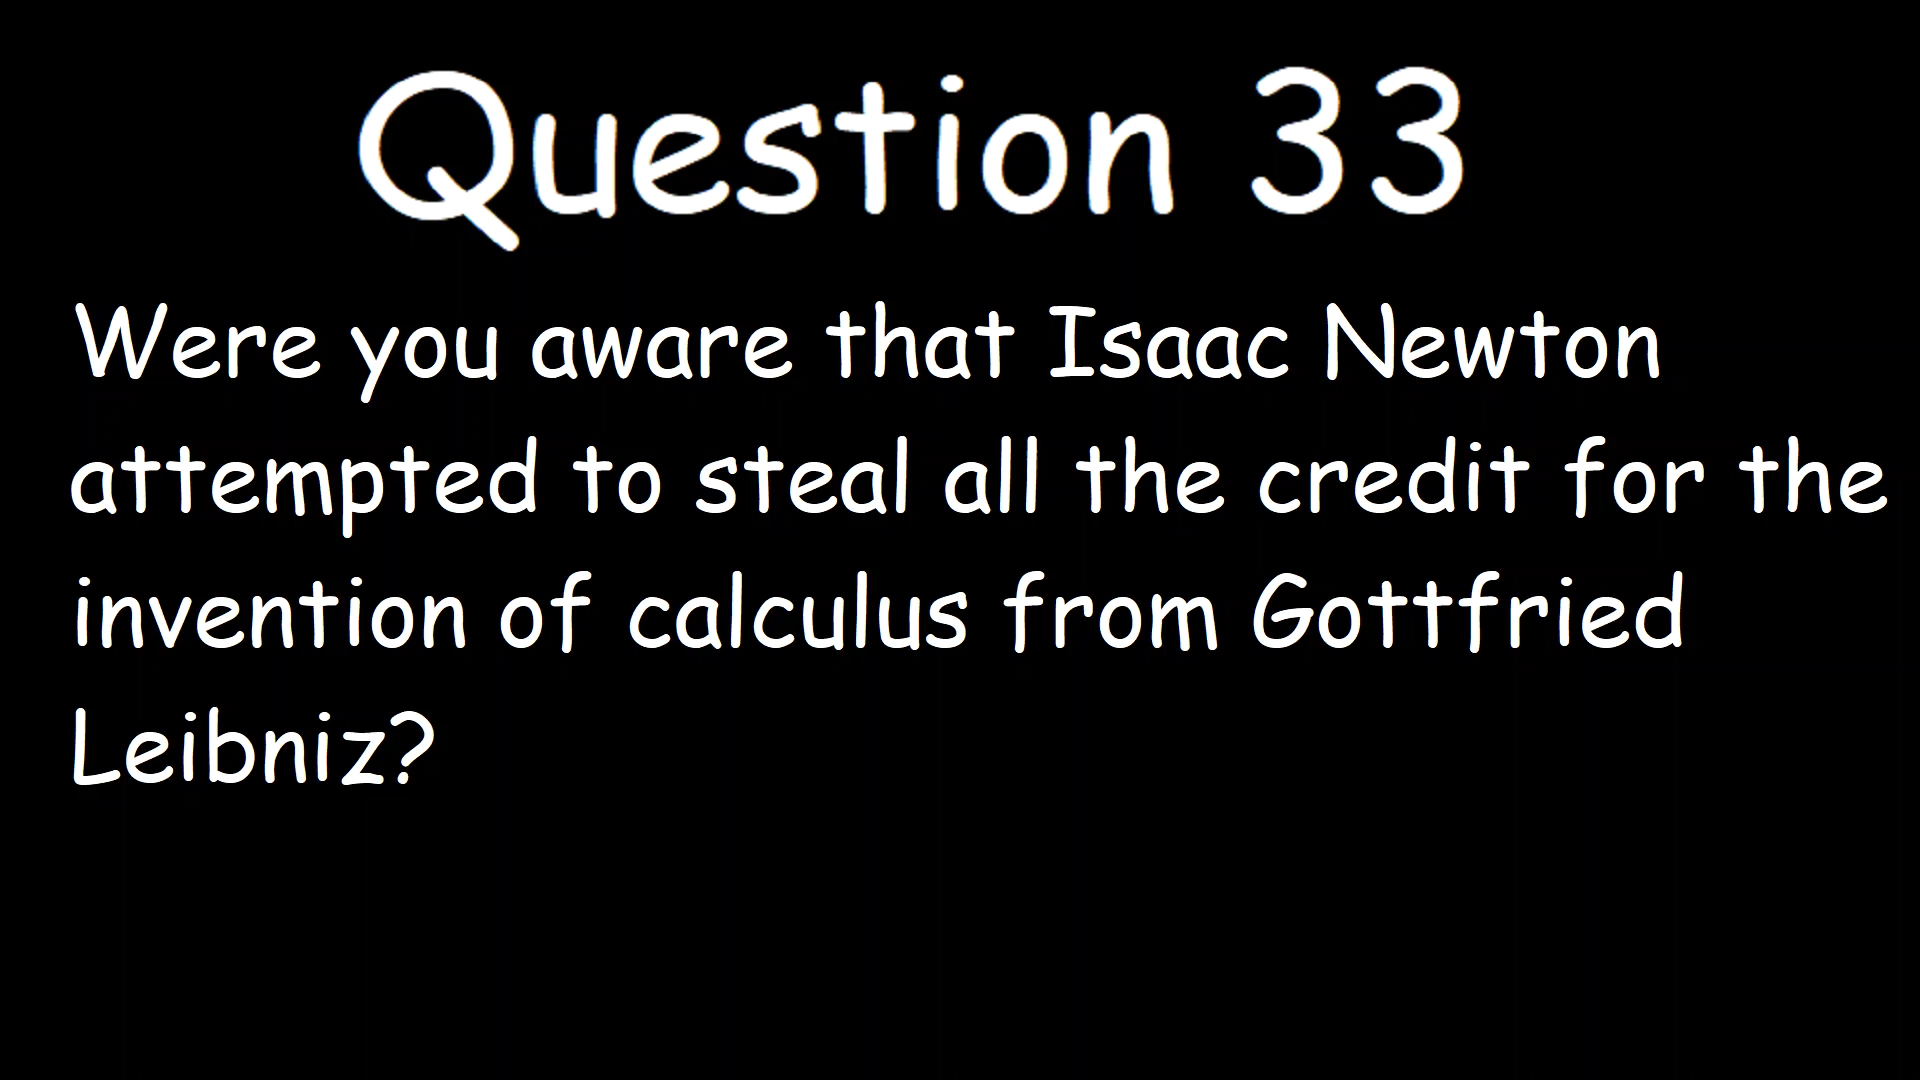 Question 33
Were you aware that Isaac Newton
attempted to steal all the credit for the
invention of calculus from Gottfried
Leibniz?